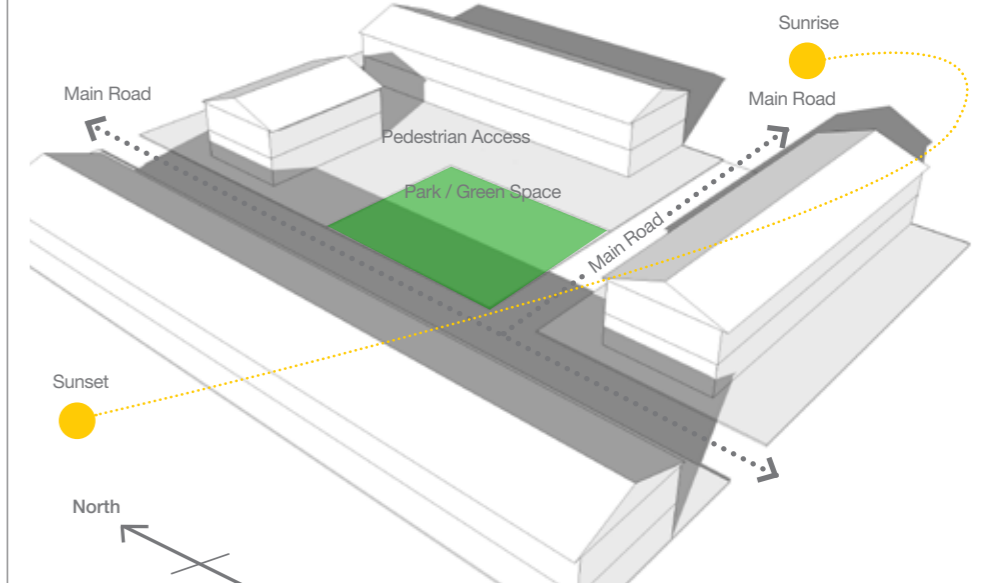 Sunrise
Main Road
Main Road
Pedestrian Access
Park / Green Space
Main Road
Sunset
North